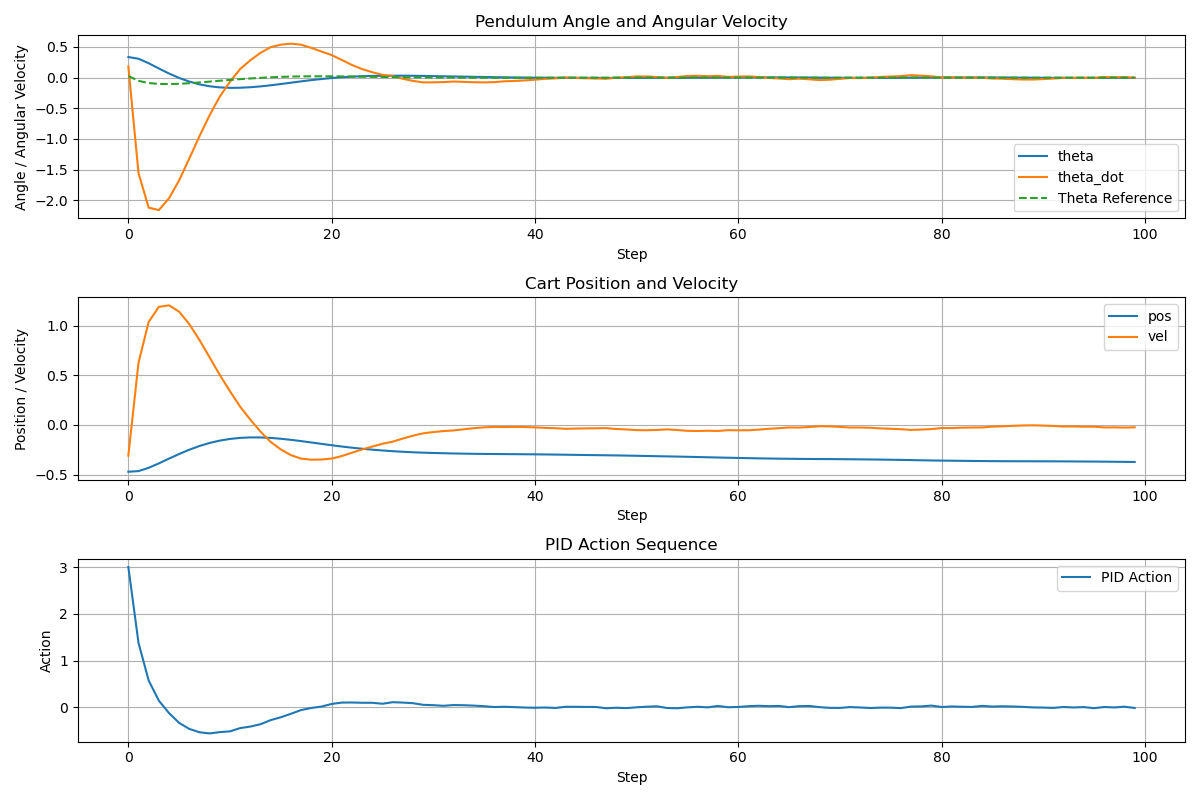 Pendulum Angle and Angular Velocity
Angle / Angular Velocity
0.5
0.0
−0.5
−1.0
−1.5
−2.0
theta
theta_dot
Theta Reference
0 20 40 60 80 100
Step
Cart Position and Velocity
Position / Velocity
1.0
0.5
0.0
−0.5
pos
vel
0 20 40 60 80 100
Step
PID Action Sequence
Action
3
2
1
0
PID Action
0 20 40 60 80 100
Step